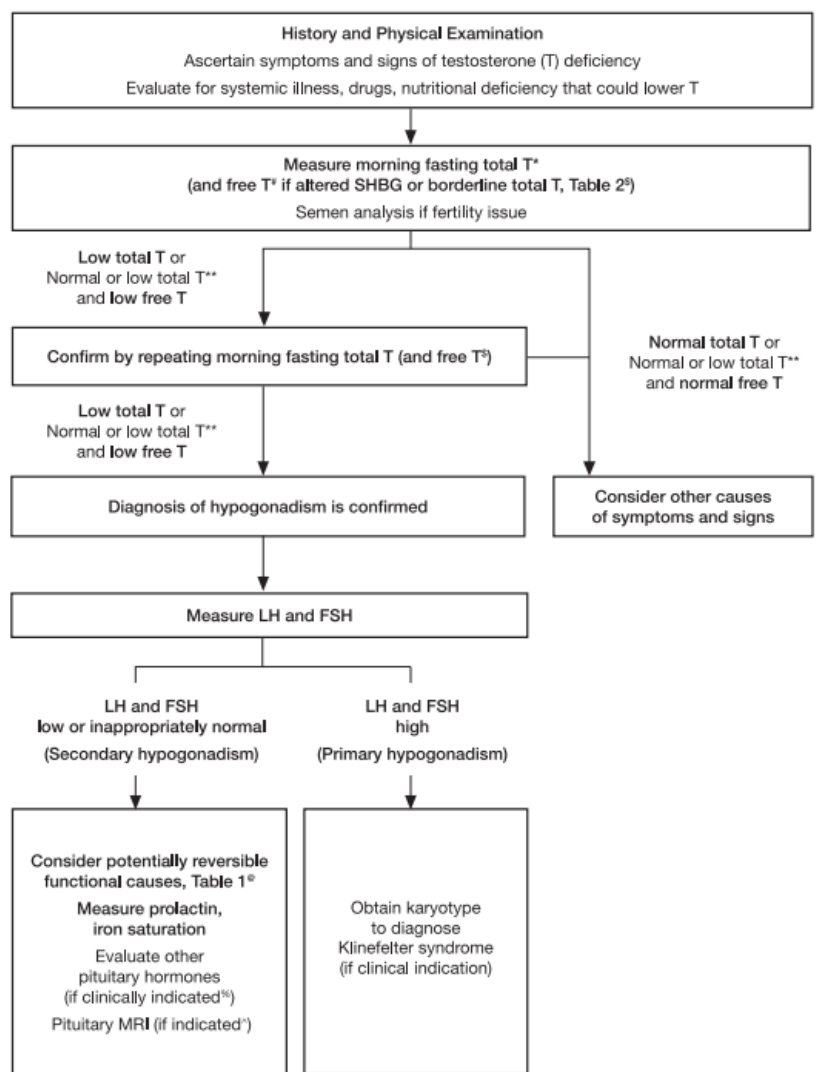 History and Physical Examination
Ascertain symptoms and signs of testosterone (T) deficiency
Evaluate for systemic illness, drugs, nutritional deficiency that could lower T
Measure morning fasting total T*
(and free T¥ if altered SHBG or borderline total T, Table 2$)
Semen analysis if fertility issue
Low total T or
Normal or low total T**
and low free T
Normal total T or
Normal or low total T**
and normal free T
Confirm by repeating morning fasting total T (and free T$)
Low total T or
Normal or low total T**
and low free T
Diagnosis of hypogonadism is confirmed
Consider other causes
of symptoms and signs
Measure LH and FSH
LH and FSH
low or inappropriately normal
(Secondary hypogonadism)
LH and FSH
high
(Primary hypogonadism)
Consider potentially reversible
functional causes, Table 1@
Measure prolactin,
iron saturation
Evaluate other
pituitary hormones
(if clinically indicated%)
Pituitary MRI (if indicated^)
Obtain karyotype
to diagnose
Klinefelter syndrome
(if clinical indication)